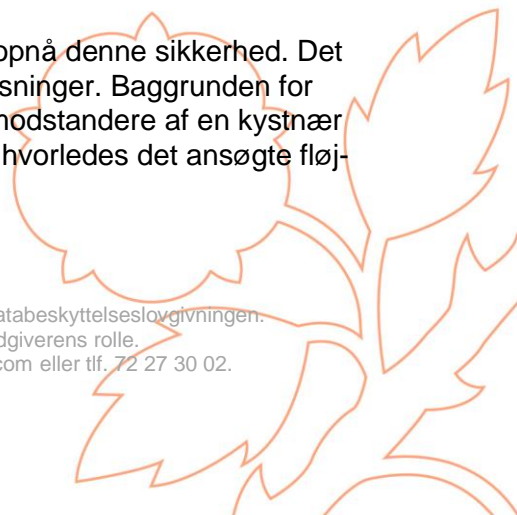 opnå denne sikkerhed. Det
sninger. Baggrunden for
modstandere af en kystnær
hvorledes det ansøgte fløj-
atabeskyttelseslovgivningen.
dgiverens rolle.
com eller tlf. 72 27 30 02.